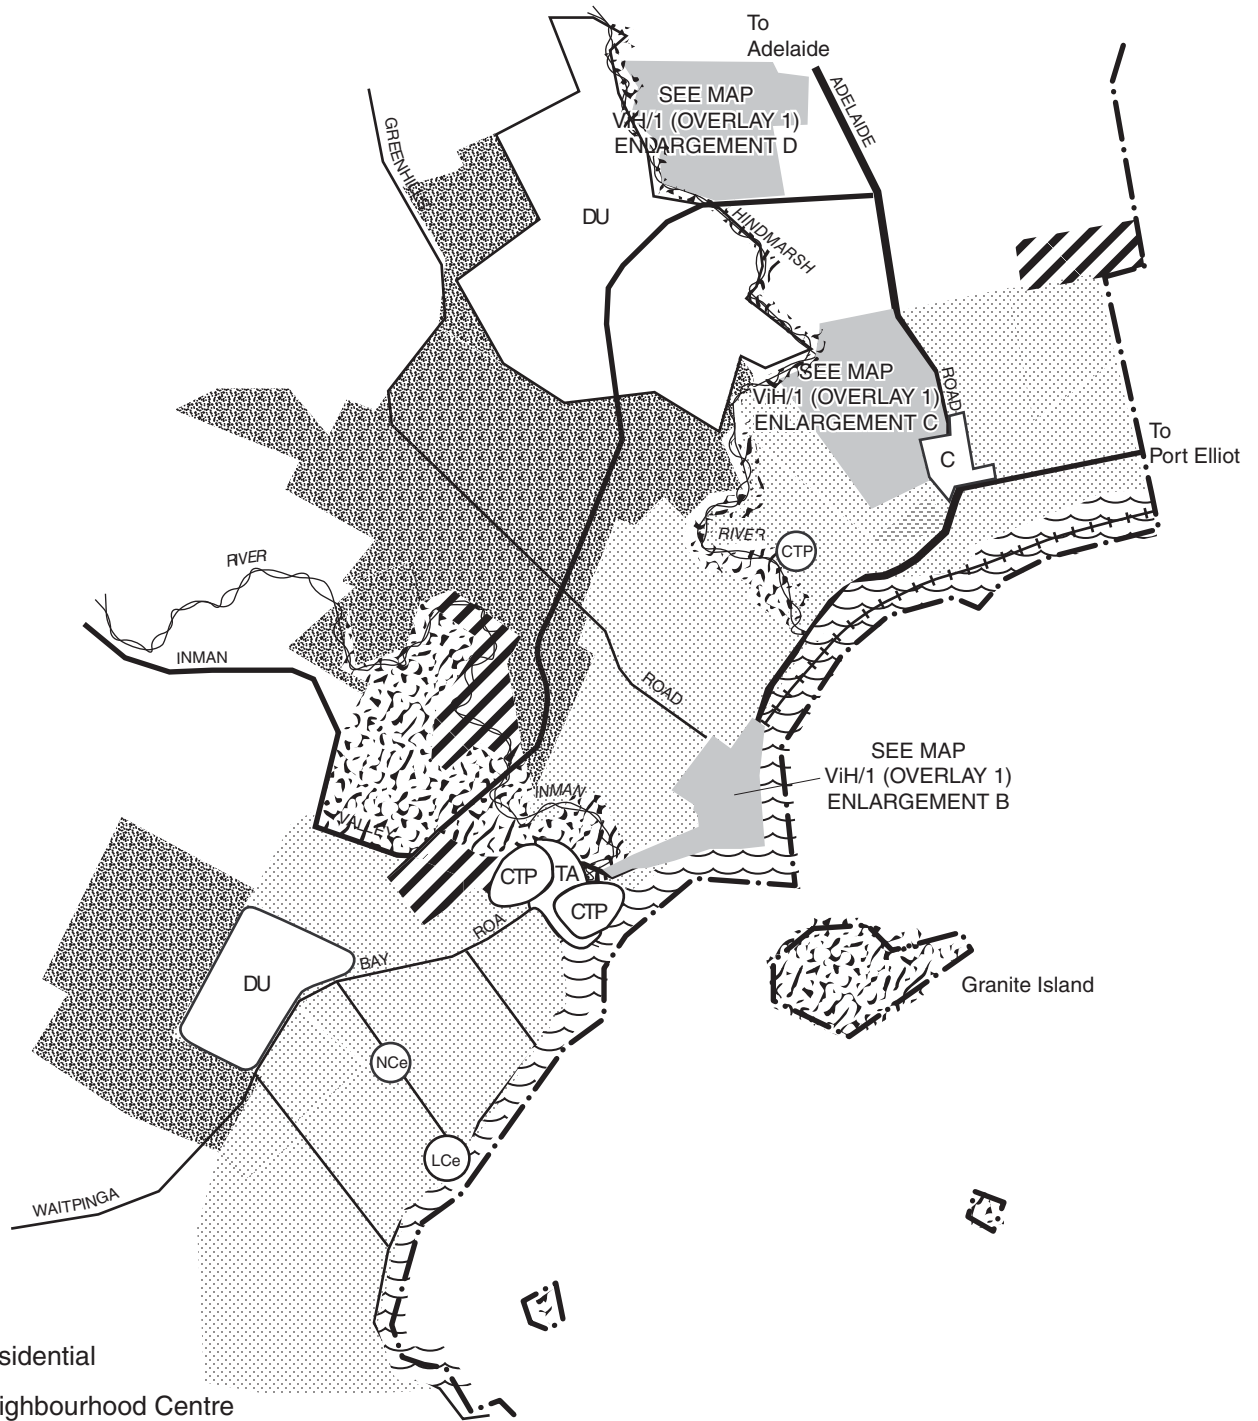 To
Adelaide
SEE MAP
ViH/1 (OVERLAY 1)
ENLARGEMENT D
ADELAIDE
GREENHILLS
DU
HINDMARSH
SEE MAP
ViH/1 (OVERLAY 1)
ENLARGEMENT C
ROAD
To
Port Elliot
C
RIVER
CTP
RIVER
INMAN
ROAD
SEE MAP
ViH/1 (OVERLAY 1)
ENLARGEMENT B
INMAN
VALLEY
CTP
TA
CTP
ROA
BAY
DU
Granite Island
NCe
LCe
WAITPINGA
sidential
ighbourhood Centre